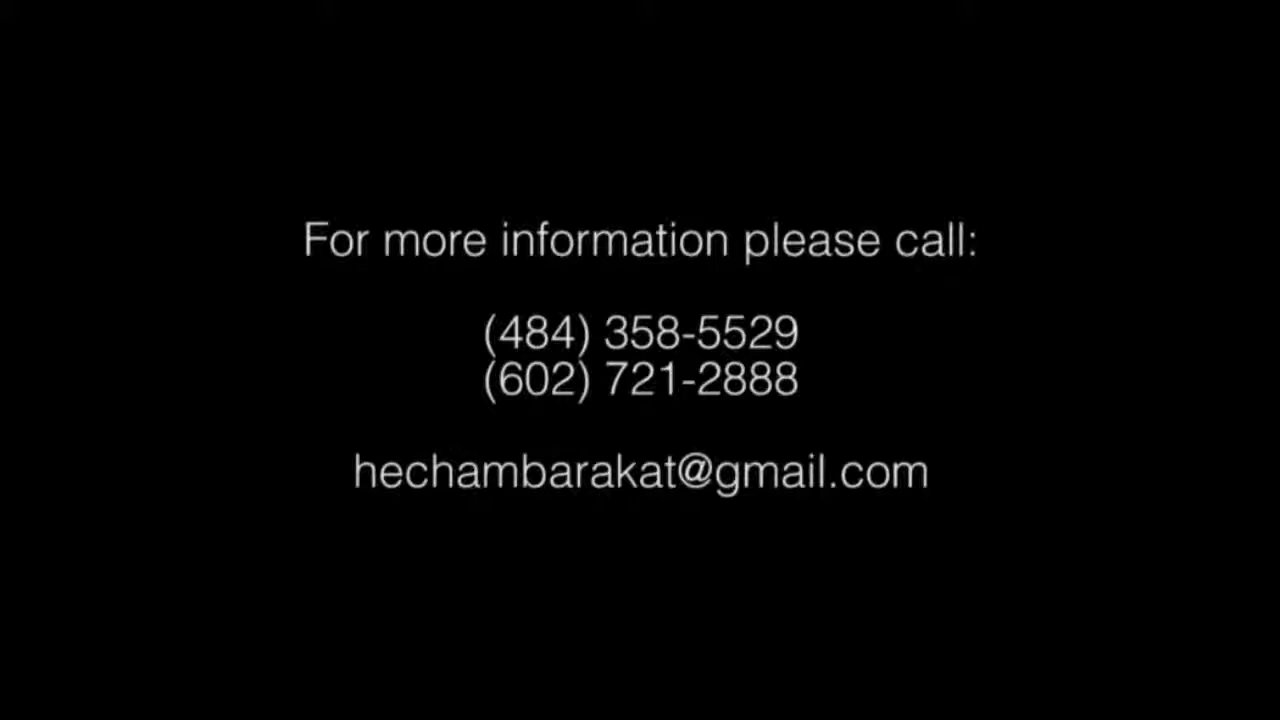 For more information please call:
(484) 358-5529
(602) 721-2888
hechambarakat@gmail.com